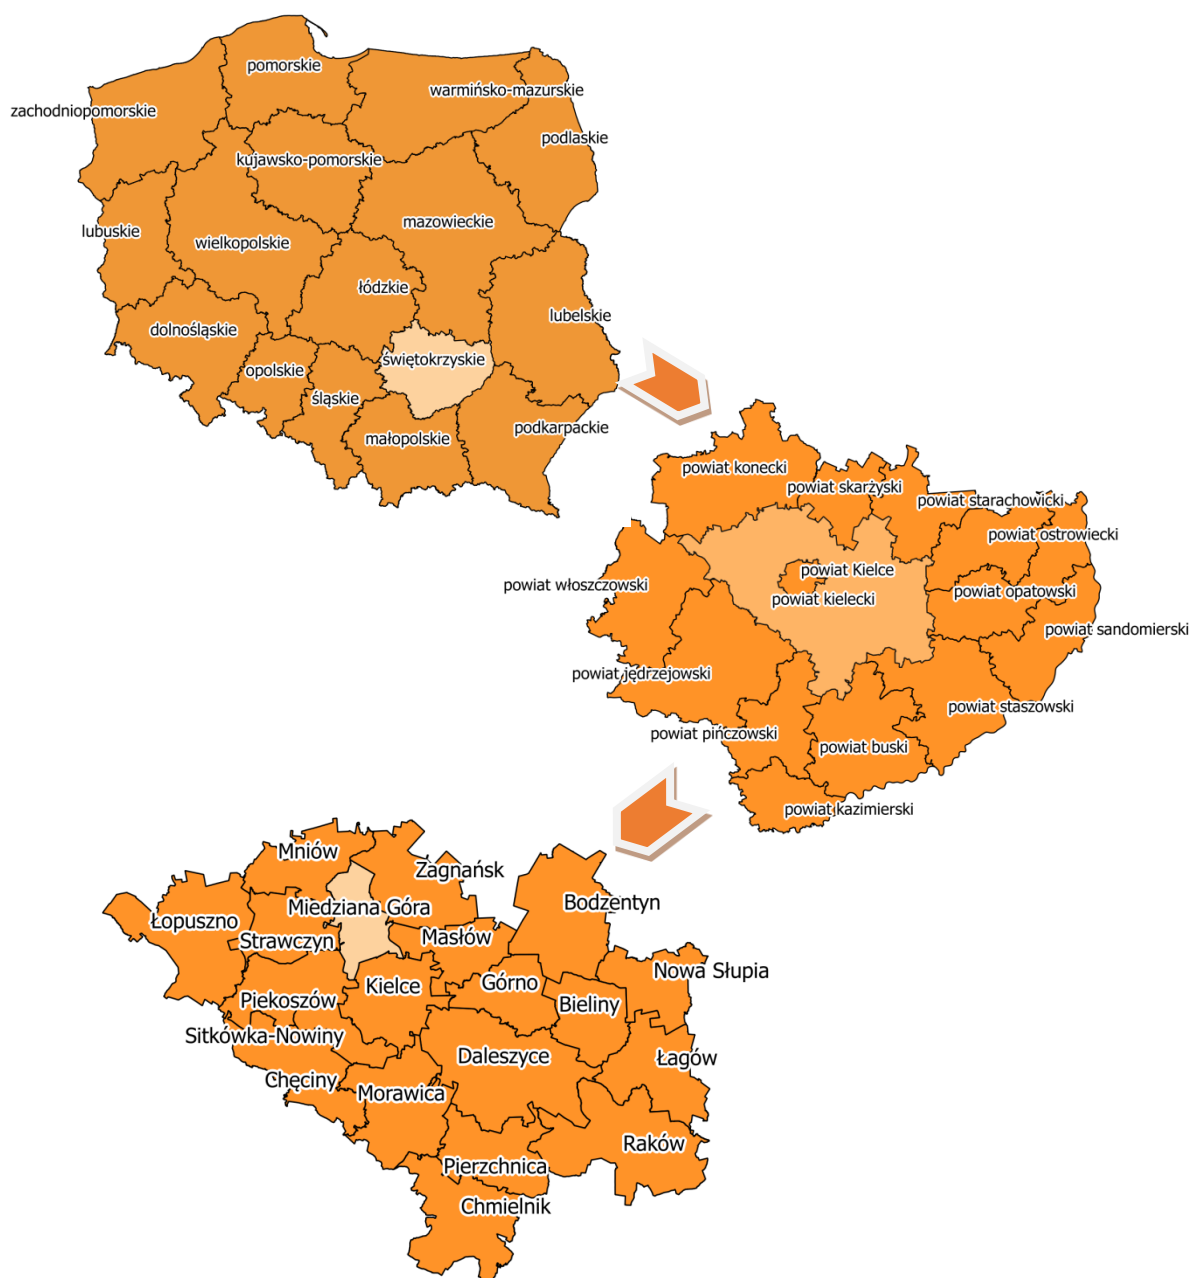 pomorskie
warmińsko-mazurskie
zachodniopomorskie
podlaskie
kujawsko-pomorskie
mazowieckie
lubuskie
wielkopolskie
łódzkie
lubelskie
dolnośląskie
świętokrzyskie
opolskie
śląskie
podkarpackie
małopolskie
powiat konecki
powiat skarżyski
powiat starachowicki
powiat ostrowiecki
powiat Kielce
powiat włoszczowski
powiat opatowski
powiat kielecki
powiat sandomierski
powiat jędrzejowski
powiat staszowski
powiat pińczowski
powiat buski
powiat kazimierski
Mniów
Zagnańsk
Bodzentyn
Miedziana Góra
Łopuszno
Masłów
Strawczyn
Nowa Słupia
Górno
Kielce
Piekoszów
Bieliny
Sitkówka-Nowiny
Daleszyce
Łagów
Chęciny
Morawica
Raków
Pierzchnica
Chmielnik